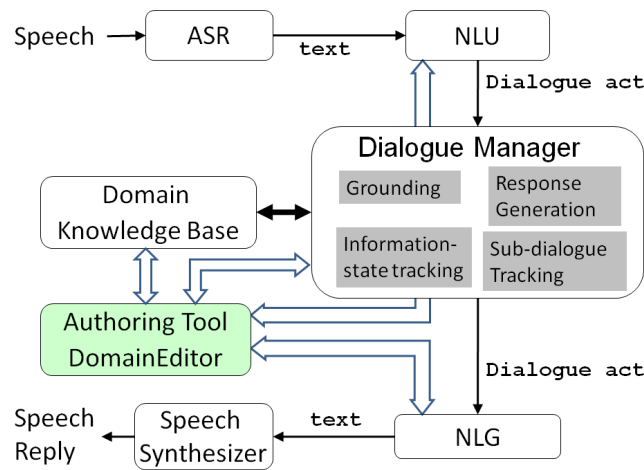 Speech
ASR
text
NLU
Dialogue act
Dialogue Manager
Grounding
Response
Generation
Information-
state tracking
Sub-dialogue
Tracking
Domain
Knowledge Base
Authoring Tool
DomainEditor
Dialogue act
Speech
Reply
Speech
Synthesizer
text
NLG